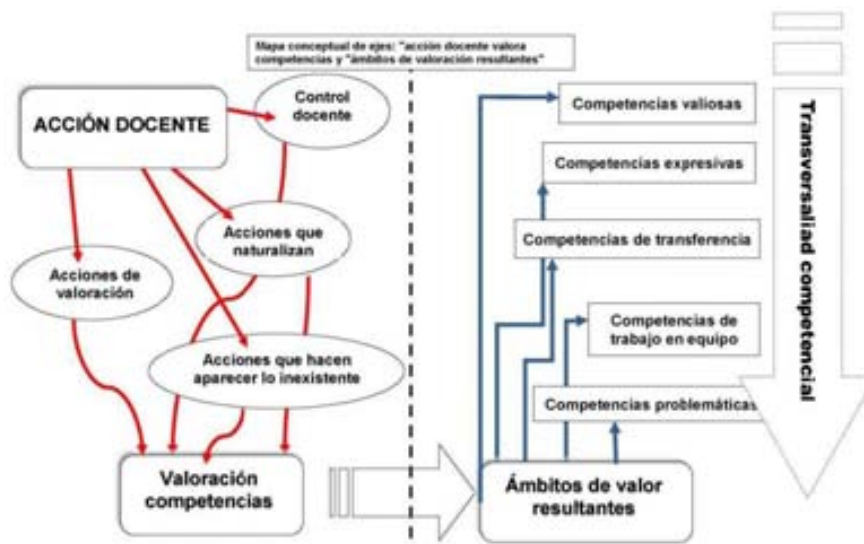 Mapa conceptual de ejes: "acción docente valora
competencias y "ámbitos de valoración resultantes"
ACCIÓN DOCENTE
Control
docente
Acciones que
naturalizan
Acciones de
valoración
Acciones que hacen
aparecer lo inexistente
Valoración
competencias
Competencias valiosas
Competencias expresivas
Competencias de transferencia
Competencias de
trabajo en equipo
Competencias problemáticas
Ámbitos de valor
resultantes
Transversaliad competencial